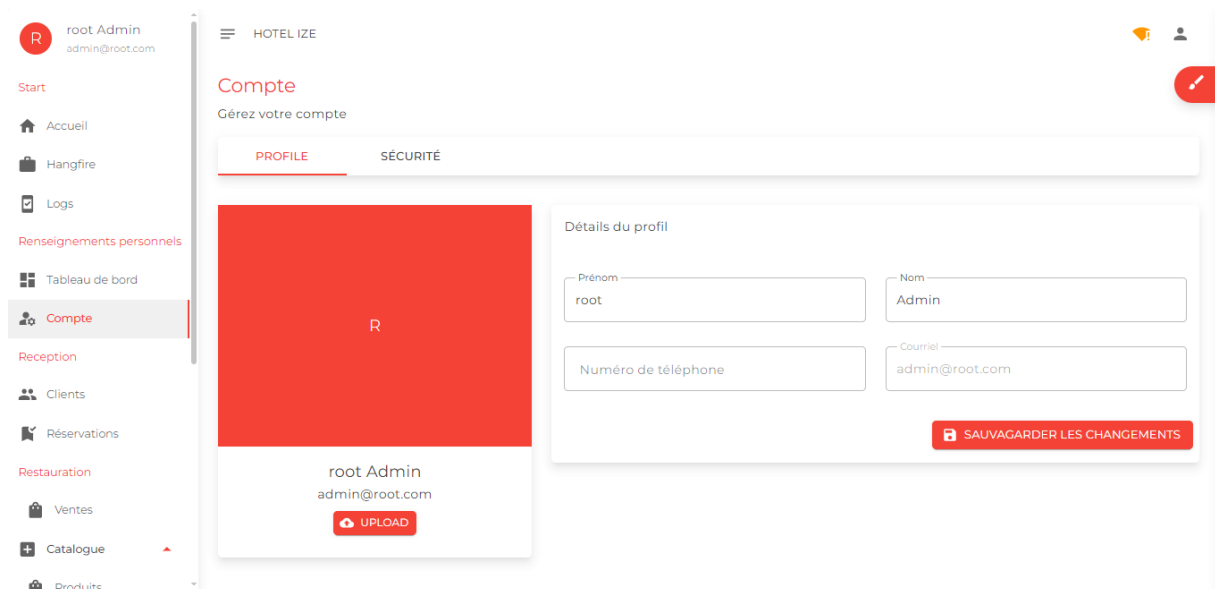 R
root Admin
admin@root.com
Start
Accueil
Hangfire
Logs
Renseignements personnels
Tableau de bord
Compte
Reception
Clients
Réservations
Restauration
Ventes
Catalogue
Produits
HOTEL IZE
Compte
Gérez votre compte
PROFILE
SÉCURITÉ
R
root Admin
admin@root.com
UPLOAD
Détails du profil
Prénom
root
Nom
Admin
Numéro de téléphone
Courriel
admin@root.com
SAUVAGARDER LES CHANGEMENTS